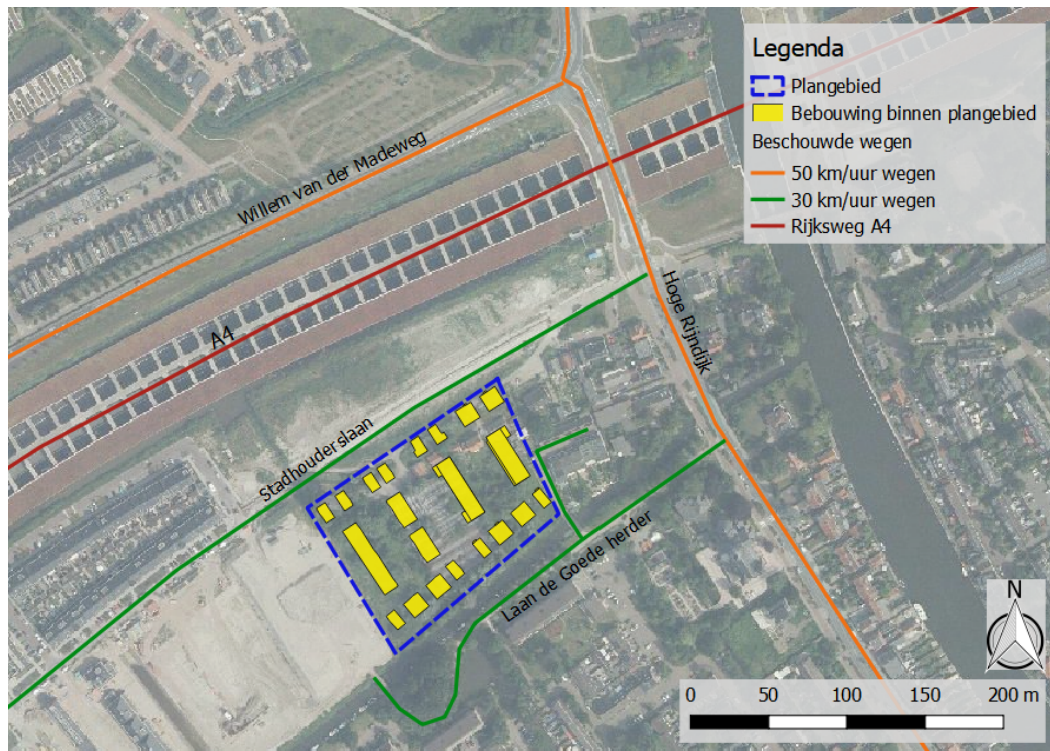 Legenda
Plangebied
Bebouwing binnen plangebied
Beschouwde wegen
50 km/uur wegen
30 km/uur wegen
Rijksweg A4
Willem van der Madeweg
A4
Hoge Rijndijk
Stadhouderslaan
Laan de Goede herder
N
0 50 100 150 200 m